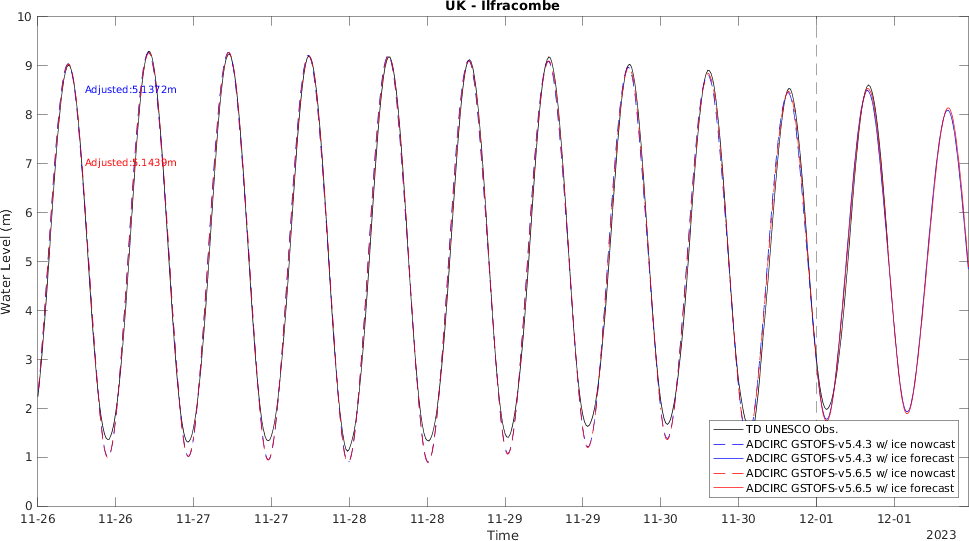 UK - Ilfracombe
10
9
8
7
6
5
4
3
2
1
0
Water Level (m)
Adjusted:5.1372m
Adjusted:5.1439m
TD UNESCO Obs.
ADCIRC GSTOFS-v5.4.3 w/ ice nowcast
ADCIRC GSTOFS-v5.4.3 w/ ice forecast
ADCIRC GSTOFS-v5.6.5 w/ ice nowcast
ADCIRC GSTOFS-v5.6.5 w/ ice forecast
11-26 11-26 11-27 11-27 11-28 11-28 11-29 11-29 11-30 11-30 12-01 12-01
Time
2023